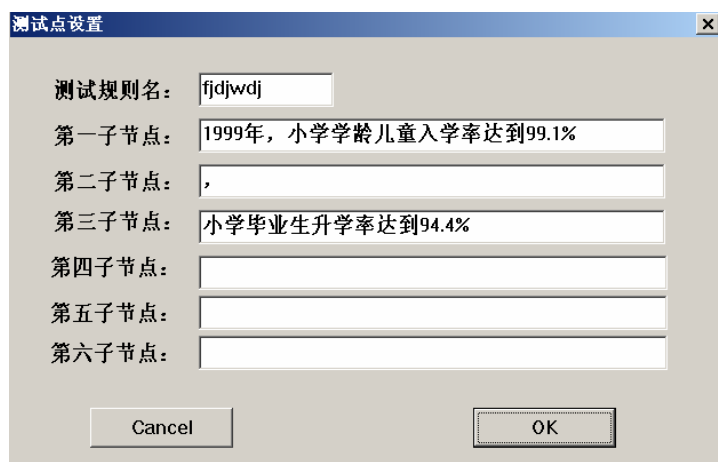 测试点设置
测试规则名： fjdjwdj
第一子节点： 1999年，小学学龄儿童入学率达到99.1%
第二子节点： ，
第三子节点： 小学毕业生升学率达到94.4%
第四子节点：
第五子节点：
第六子节点：
Cancel OK